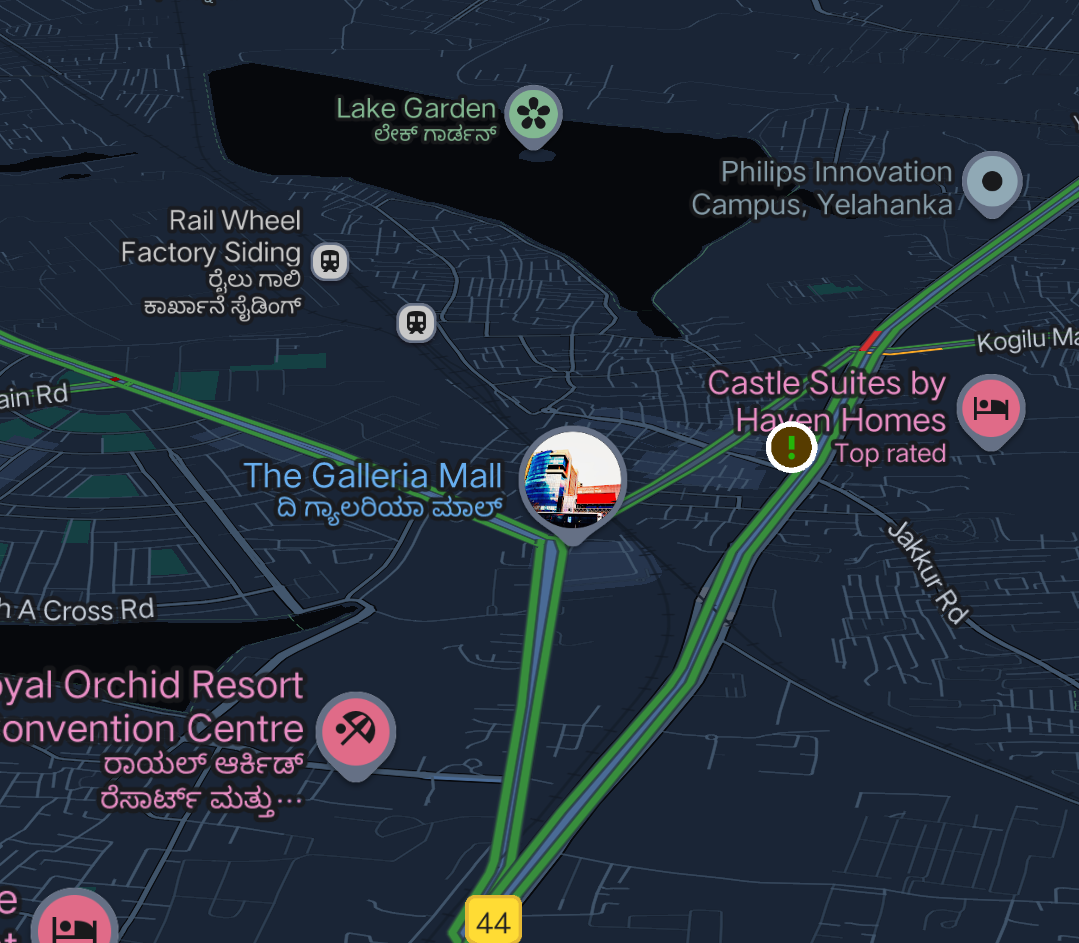 Lake Garden
ಲೇಕ್ ಗಾರ್ಡನ್
Philips Innovation
Campus, Yelahanka
Rail Wheel
Factory Siding
ರೈಲು ಗಾಲಿ
ಕಾರ್ಖಾನೆ ಸೈಡಿಂಗ್
Kogilu Ma
ain Rd
Castle Suites by
Haven Homes
Top rated
The Galleria Mall
ದಿ ಗ್ಯಾಲರಿಯಾ ಮಾಲ್
Jakkur Rd
h A Cross Rd
oyal Orchid Resort
onvention Centre
ರಾಯಲ್ ಆರ್ಕಿಡ್
ರೆಸಾರ್ಟ್ ಮತ್ತು...
44